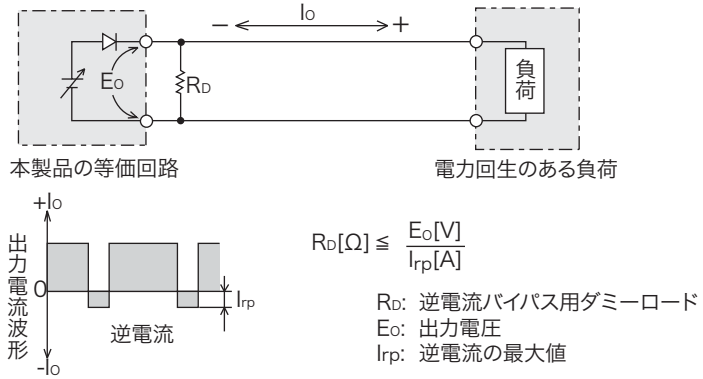 Io
− +
Eo
RD
負荷
本製品の等価回路
電力回生のある負荷
+Io
出力電流波形
0
Irp
逆電流
-Io
RD[Ω]≦ Eo[V]
Irp[A]
RD: 逆電流バイパス用ダミーロード
Eo: 出力電圧
Irp: 逆電流の最大値